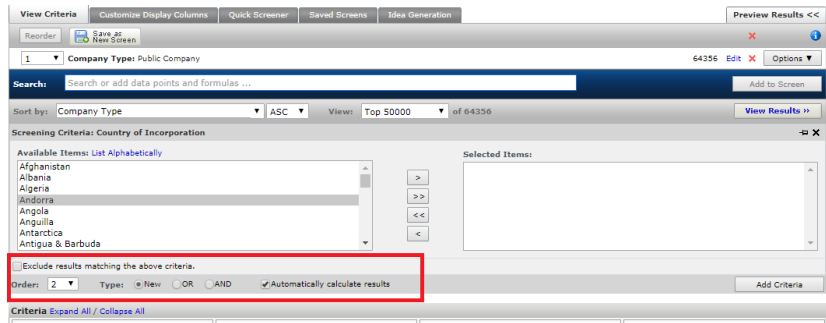 View Criteria Customize Display Columns Quick Screener Saved Screens Idea Generation Preview Results <<
Reorder Save as New Screen
1 Company Type: Public Company 64356 Edit Options
Search: Search or add data points and formulas ... Add to Screen
Sort by: Company Type ASC View: Top 50000 of 64356 View Results »
Screening Criteria: Country of Incorporation
Available Items: List Alphabetically Selected Items:
Afghanistan
Albania
Algeria
Andorra
Angola
Anguilla
Antarctica
Antigua & Barbuda
>
>>
<<
<
Exclude results matching the above criteria.
Order: 2 Type: New OR AND Automatically calculate results Add Criteria
Criteria Expand All / Collapse All